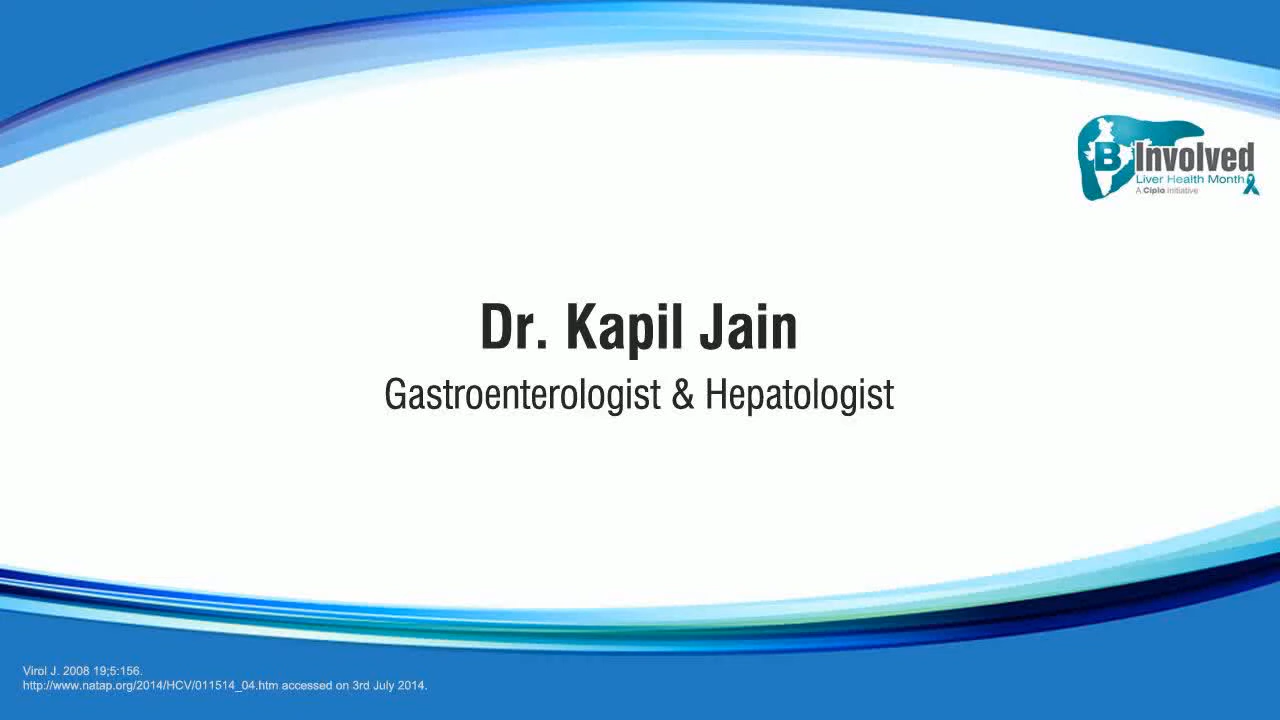 B Involved
Liver Health Month
A Cipla Initiative
Dr. Kapil Jain
Gastroenterologist & Hepatologist
Virol J. 2008 19;5:156.
http://www.natap.org/2014/HCV/011514_04.htm accessed on 3rd July 2014.